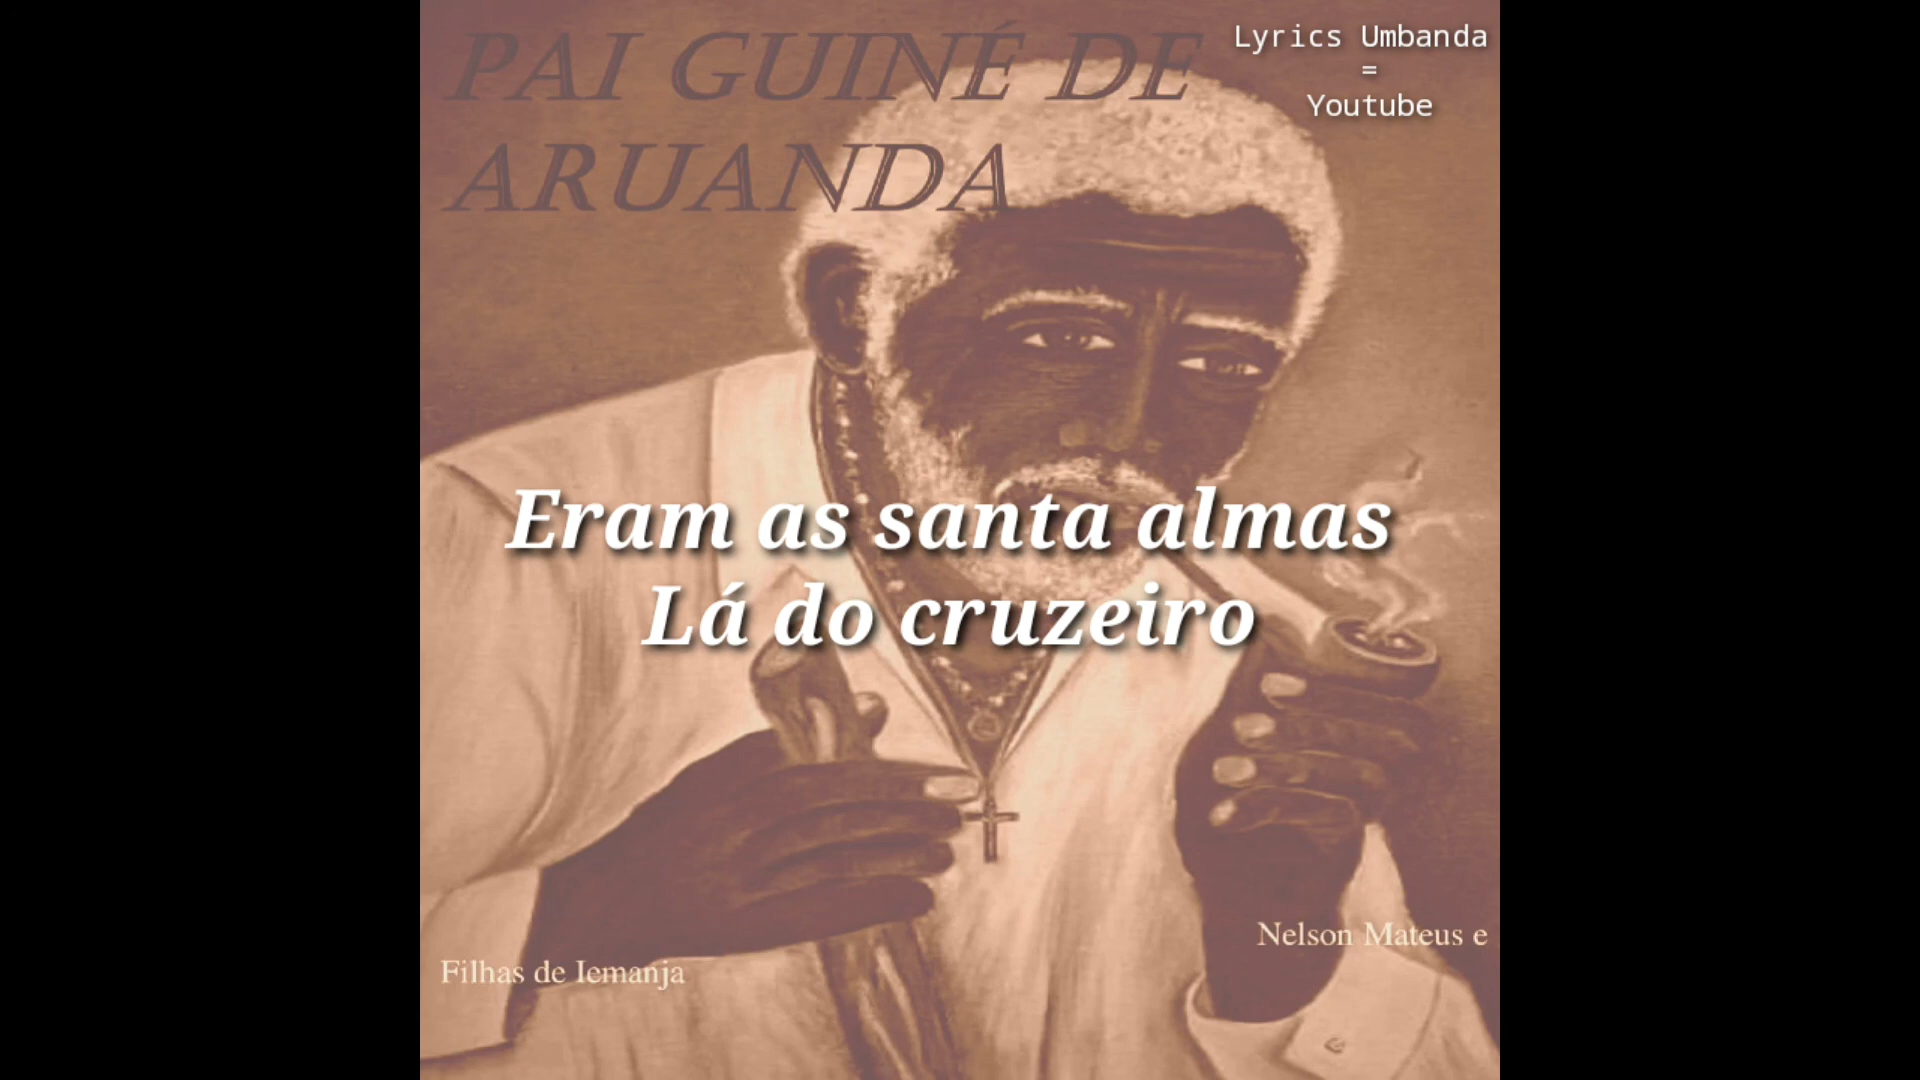 PAI GUINÉ DE
ARUANDA
Lyrics Umbanda
=
Youtube
Eram as santa almas
Lá do cruzeiro
Nelson Mateus e
Filhas de Iemanja